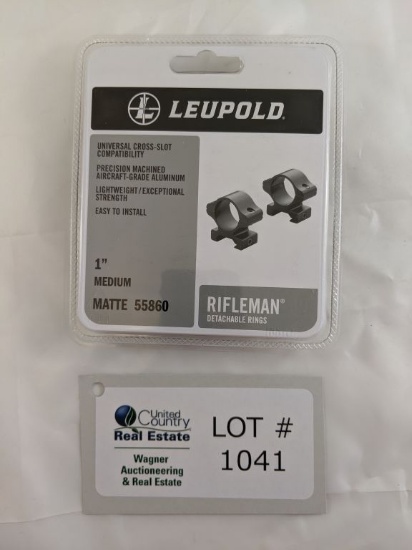 LEUPOLD®
UNIVERSAL CROSS-SLOT
COMPATIBILITY
PRECISION MACHINED
AIRCRAFT-GRADE ALUMINUM
LIGHTWEIGHT/EXCEPTIONAL
STRENGTH
EASY TO INSTALL
1"
MEDIUM
MATTE 55860
RIFLEMAN®
DETACHABLE RINGS
United
Country
Real Estate
Wagner
Auctioneering
& Real Estate
LOT #
1041